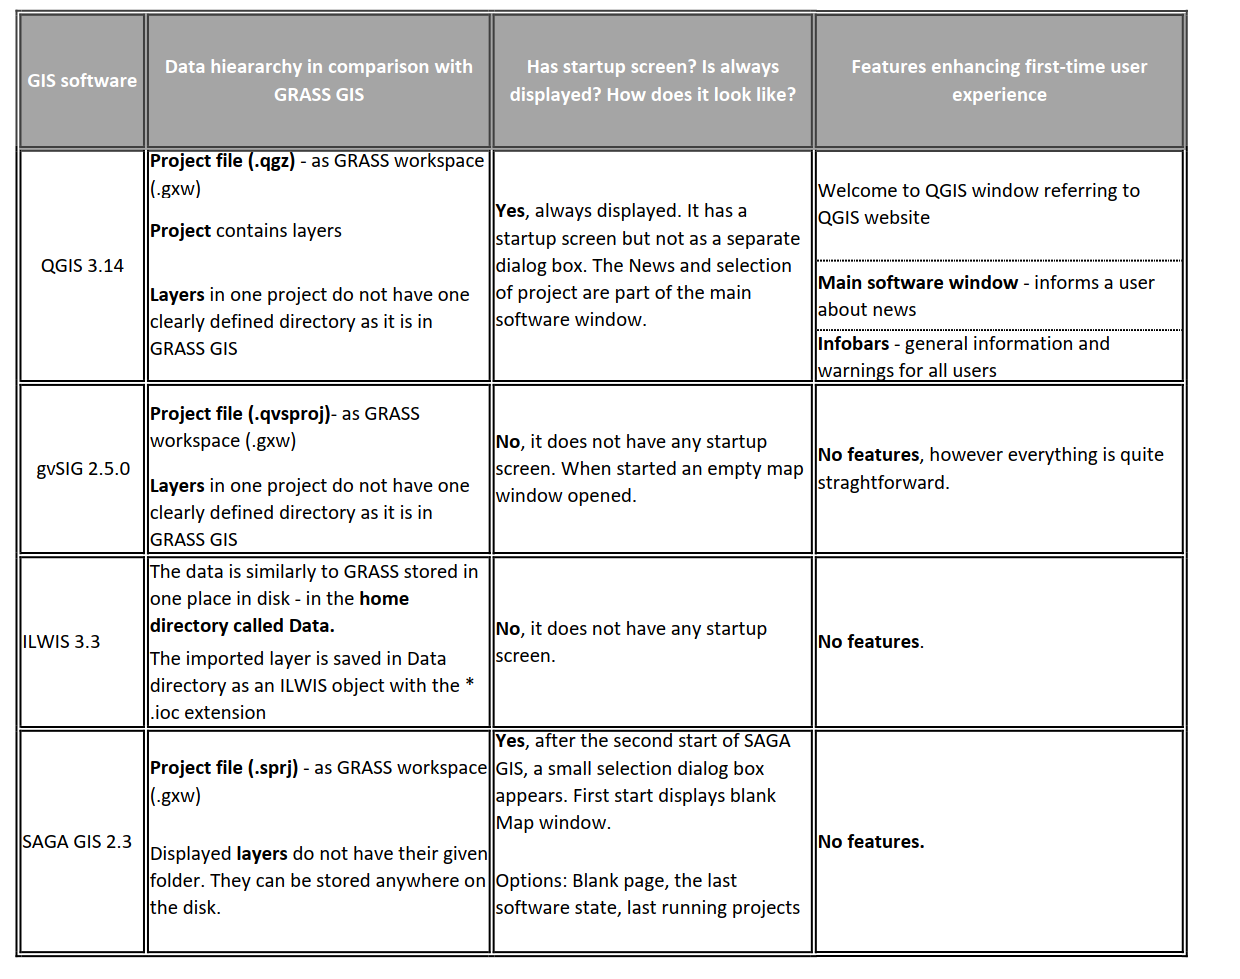 GIS software
Data hieararchy in comparison with
GRASS GIS
Has startup screen? Is always
displayed? How does it look like?
Features enhancing first-time user
experience
QGIS 3.14
Project file (.qgz) - as GRASS workspace
(.gxw)
Project contains layers
Layers in one project do not have one
clearly defined directory as it is in
GRASS GIS
Yes, always displayed. It has a
startup screen but not as a separate
dialog box. The News and selection
of project are part of the main
software window.
Welcome to QGIS window referring to
QGIS website
Main software window - informs a user
about news
Infobars - general information and
warnings for all users
gvSIG 2.5.0
Project file (.qvsproj)- as GRASS
workspace (.gxw)
Layers in one project do not have one
clearly defined directory as it is in
GRASS GIS
No, it does not have any startup
screen. When started an empty map
window opened.
No features, however everything is quite
straghtforward.
ILWIS 3.3
The data is similarly to GRASS stored in
one place in disk - in the home
directory called Data.
The imported layer is saved in Data
directory as an ILWIS object with the *
.ioc extension
No, it does not have any startup
screen.
No features.
SAGA GIS 2.3
Project file (.sprj) - as GRASS workspace
(.gxw)
Displayed layers do not have their given
folder. They can be stored anywhere on
the disk.
Yes, after the second start of SAGA
GIS, a small selection dialog box
appears. First start displays blank
Map window.
Options: Blank page, the last
software state, last running projects
No features.